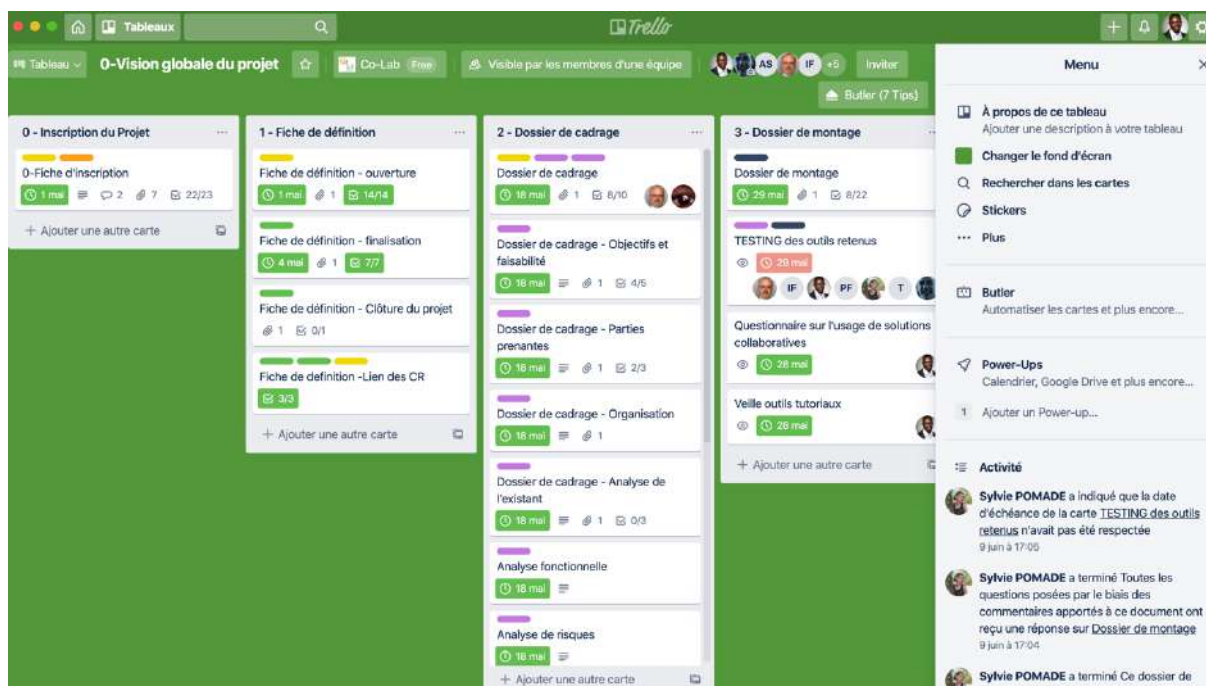 Tableaux
Trello
Tableau
0-Vision globale du projet
Co-Lab Free
Visible par les membres d'une équipe
AS
IF
+5
Inviter
Butler (7 Tips)
0 - Inscription du Projet
0-Fiche d'inscription
1 mai 2 7 22/23
+ Ajouter une autre carte
1 - Fiche de définition
Fiche de définition - ouverture
1 mai 1 14/14
Fiche de définition - finalisation
4 mai 1 7/7
Fiche de définition - Clôture du projet
1 0/1
Fiche de definition -Lien des CR
3/3
+ Ajouter une autre carte
2 - Dossier de cadrage
Dossier de cadrage
18 mai 1 8/10
Dossier de cadrage - Objectifs et
faisabilité
18 mai 1 4/5
Dossier de cadrage - Parties
prenantes
18 mai 1 2/3
Dossier de cadrage - Organisation
18 mai 1
Dossier de cadrage - Analyse de
l'existant
18 mai 1 0/3
Analyse fonctionnelle
18 mai
Analyse de risques
18 mai
+ Ajouter une autre carte
3 - Dossier de montage
Dossier de montage
29 mai 1 8/22
TESTING des outils retenus
29 mai
IF PF T
Questionnaire sur l'usage de solutions
collaboratives
28 mai
Veille outils tutoriaux
28 mai
+ Ajouter une autre carte
Menu
À propos de ce tableau
Ajouter une description à votre tableau
Changer le fond d'écran
Rechercher dans les cartes
Stickers
Plus
Butler
Automatiser les cartes et plus encore...
Power-Ups
Calendrier, Google Drive et plus encore...
1 Ajouter un Power-up...
Activité
Sylvie POMADE a indiqué que la date
d'échéance de la carte TESTING des outils
retenus n'avait pas été respectée
9 juin à 17:05
Sylvie POMADE a terminé Toutes les
questions posées par le biais des
commentaires apportés à ce document ont
reçu une réponse sur Dossier de montage
9 juin à 17:04
Sylvie POMADE a terminé Ce dossier de